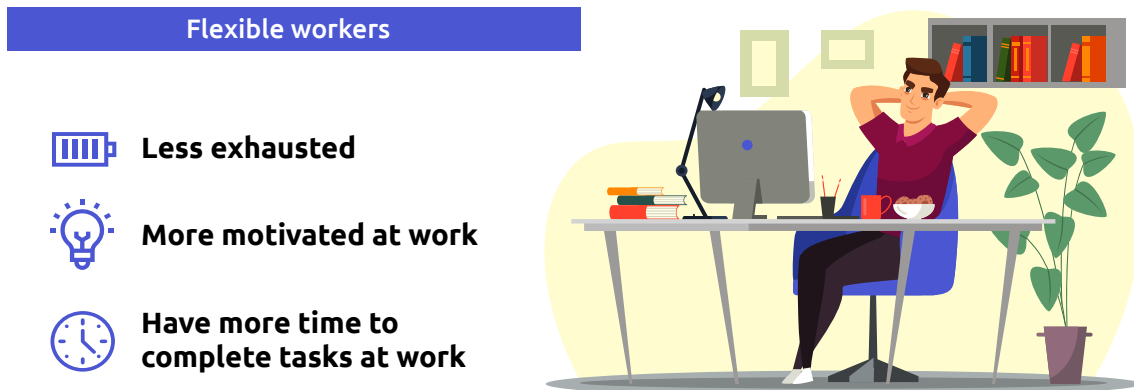 Flexible workers
Less exhausted
More motivated at work
Have more time to
complete tasks at work